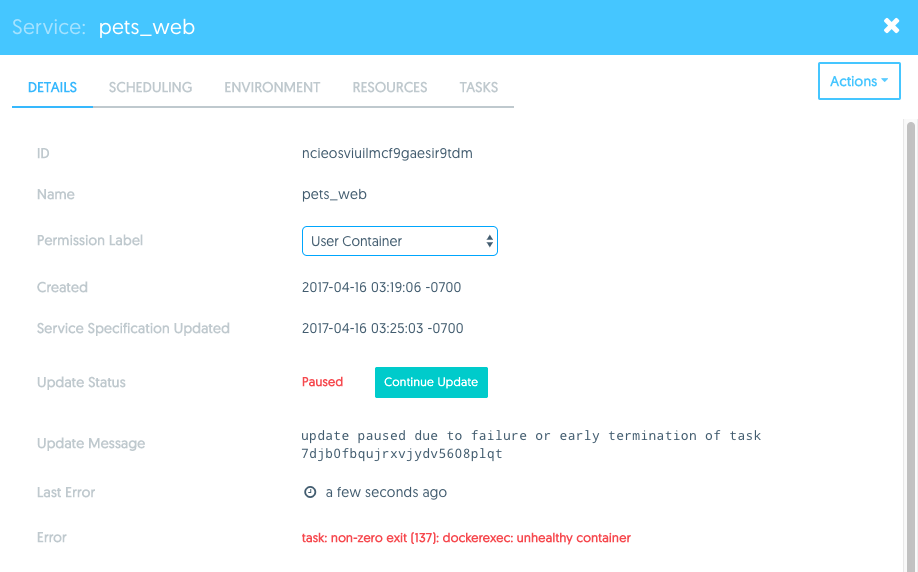 Service: pets_web
DETAILS SCHEDULING ENVIRONMENT RESOURCES TASKS Actions
ID ncieosviuilmcf9gaesir9tdm
Name pets_web
Permission Label User Container
Created 2017-04-16 03:19:06 -0700
Service Specification Updated 2017-04-16 03:25:03 -0700
Update Status Paused Continue Update
Update Message update paused due to failure or early termination of task
7djb0fbqujrxvjydv5608plqt
Last Error a few seconds ago
Error task: non-zero exit (137): dockerexec: unhealthy container